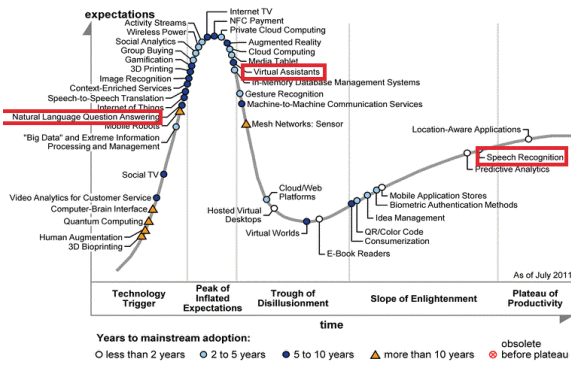 expectations
Internet TV
NFC Payment
Activity Streams
Private Cloud Computing
Wireless Power
Augmented Reality
Social Analytics
Cloud Computing
Group Buying
Media Tablet
Gamification
Virtual Assistants
3D Printing
In-Memory Database Management Systems
Image Recognition
Context-Enriched Services
Gesture Recognition
Speech-to-Speech Translation
Machine-to-Machine Communication Services
Internet of Things
Natural Language Question Answering
Mobile Robots
Mesh Networks: Sensor
Location-Aware Applications
"Big Data" and Extreme Information
Processing and Management
Speech Recognition
Predictive Analytics
Social TV
Cloud/Web
Platforms
Mobile Application Stores
Video Analytics for Customer Service
Biometric Authentication Methods
Computer-Brain Interface
Hosted Virtual
Desktops
Idea Management
Quantum Computing
Virtual Worlds
QR/Color Code
Human Augmentation
Consumerization
3D Bioprinting
E-Book Readers
As of July 2011
Technology
Trigger
Peak of
Inflated
Expectations
Trough of
Disillusionment
Slope of Enlightenment
Plateau of
Productivity
time
Years to mainstream adoption:
less than 2 years
2 to 5 years
5 to 10 years
more than 10 years
obsolete
before plateau